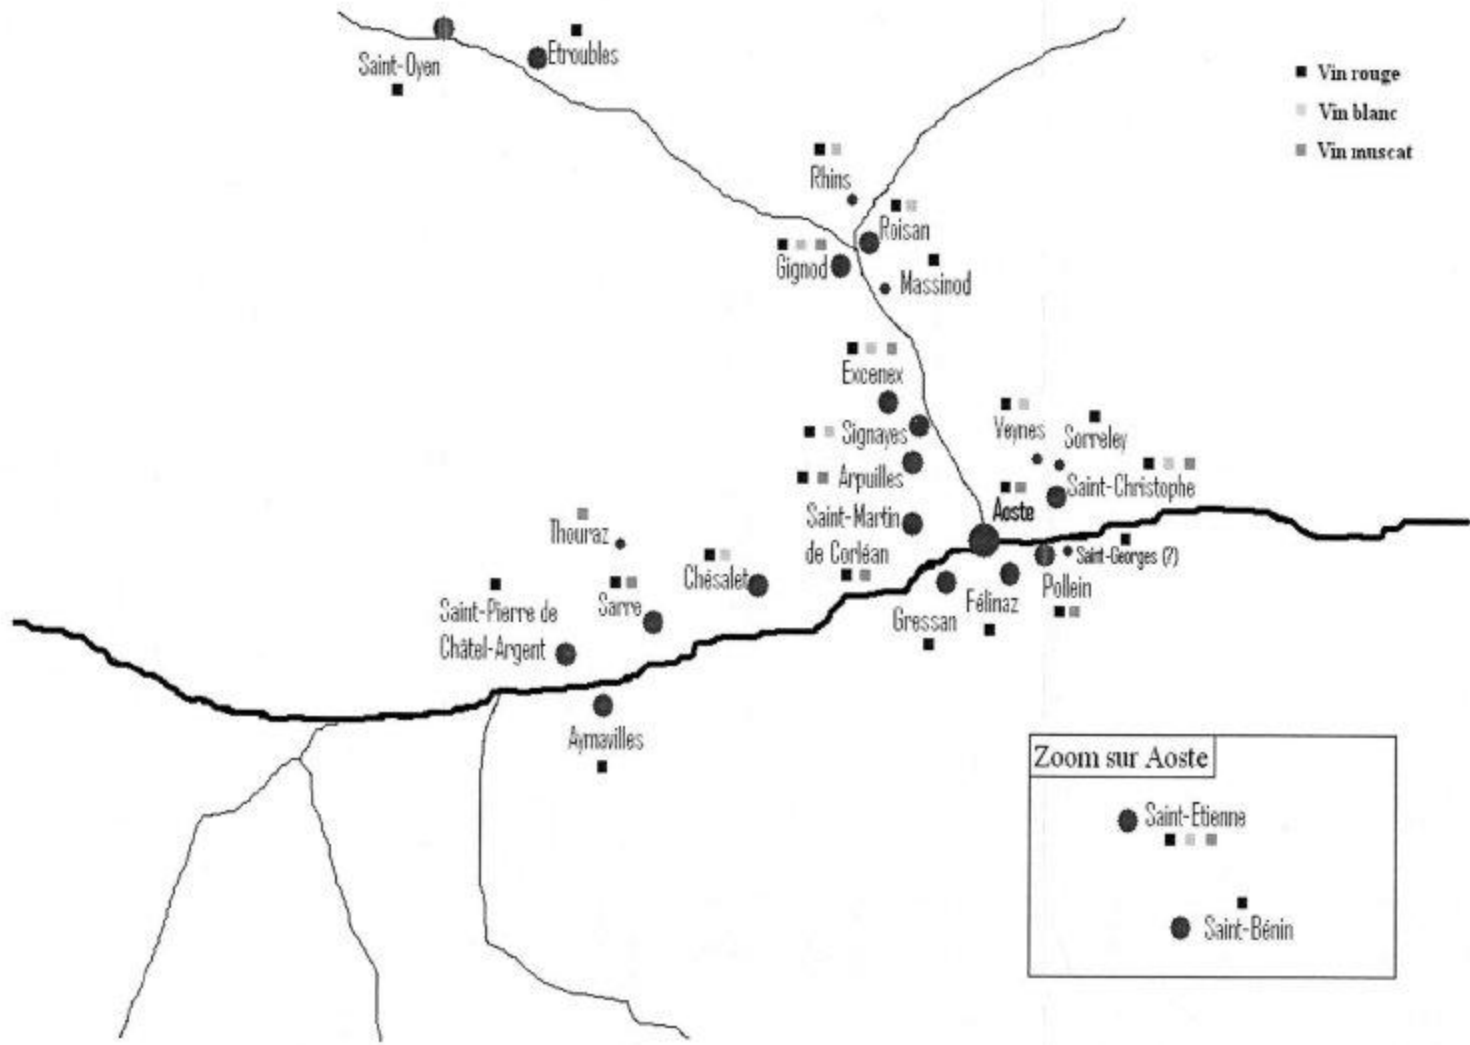 Etroubles
Saint-Oyen
Vin rouge
Vin blanc
Vin muscat
Rhins
Roisan
Gignod
Massinod
Excenex
Veynes
Sorreley
Signayes
Arpuilles
Saint-Christophe
Aoste
Saint-Martin
de Corléan
Thouraz
Saint-Georges (?)
Chésalet
Pollein
Sarre
Félinaz
Saint-Pierre de
Châtel-Argent
Gressan
Aymavilles
Zoom sur Aoste
Saint-Etienne
Saint-Bénin